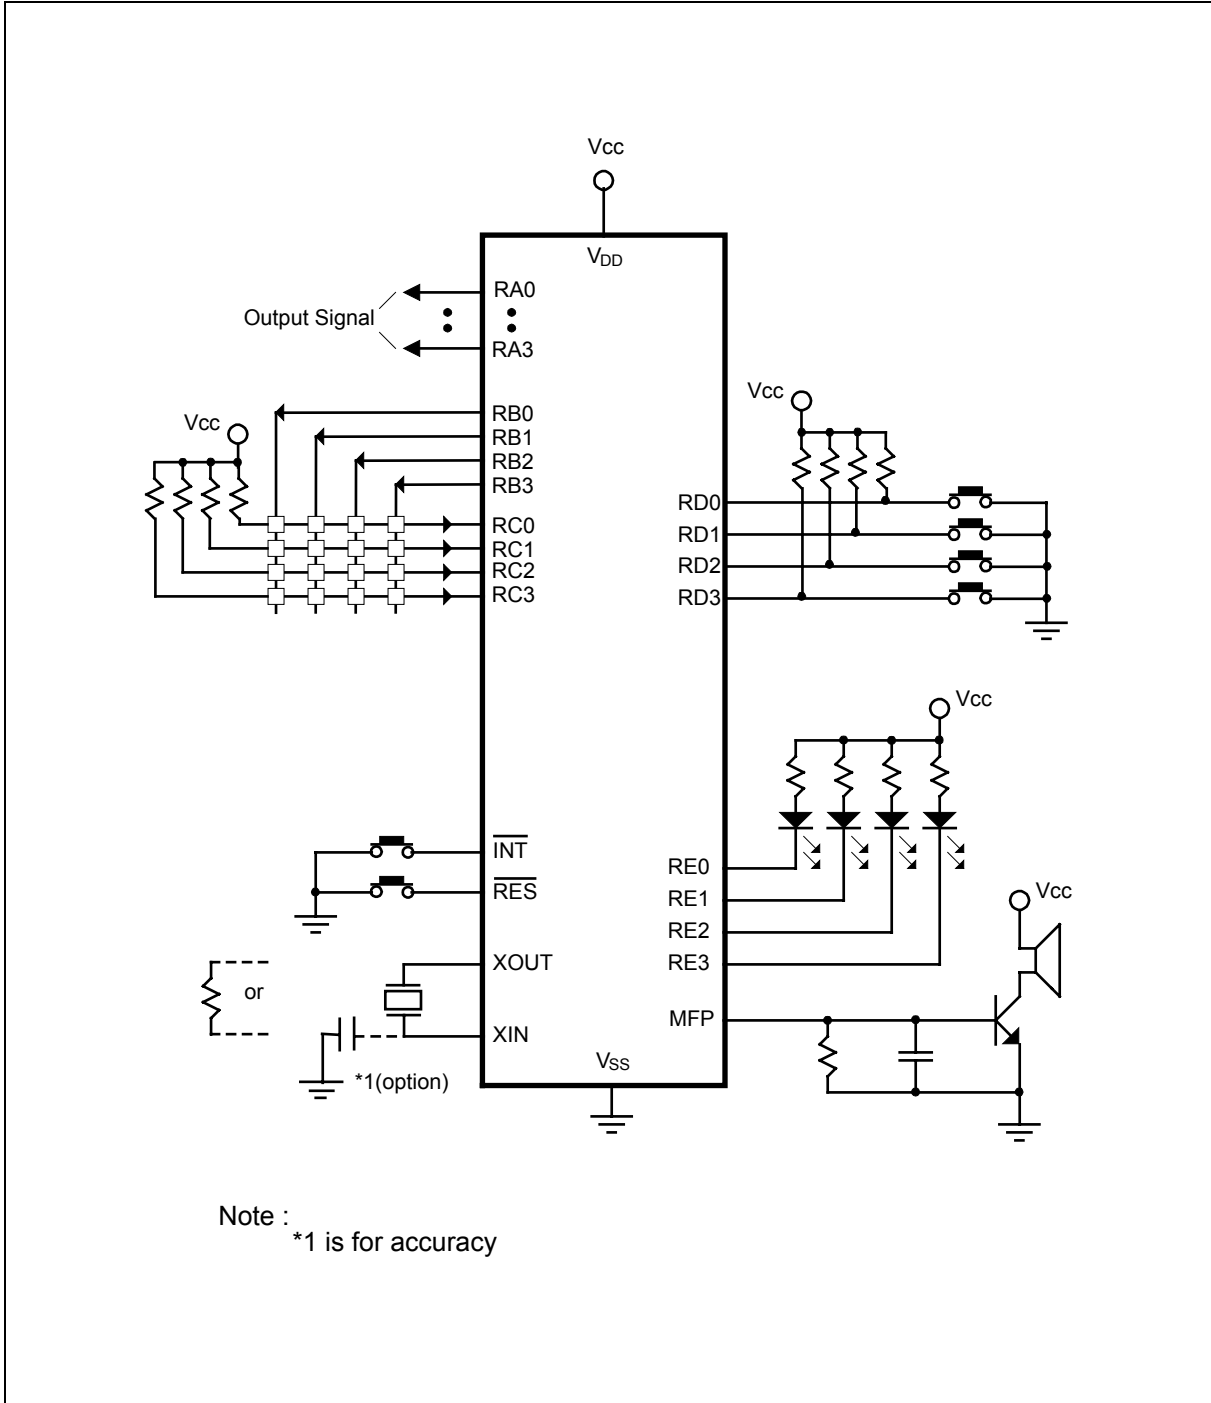 Vcc
VDD
RA0
Output Signal
RA3
RB0
RB1
RB2
RB3
Vcc
RC0
RC1
RC2
RC3
Vcc
RD0
RD1
RD2
RD3
Vcc
INT
RES
RE0
RE1
RE2
RE3
Vcc
XOUT
or
XIN
*1(option)
MFP
VSS
Note :
*1 is for accuracy